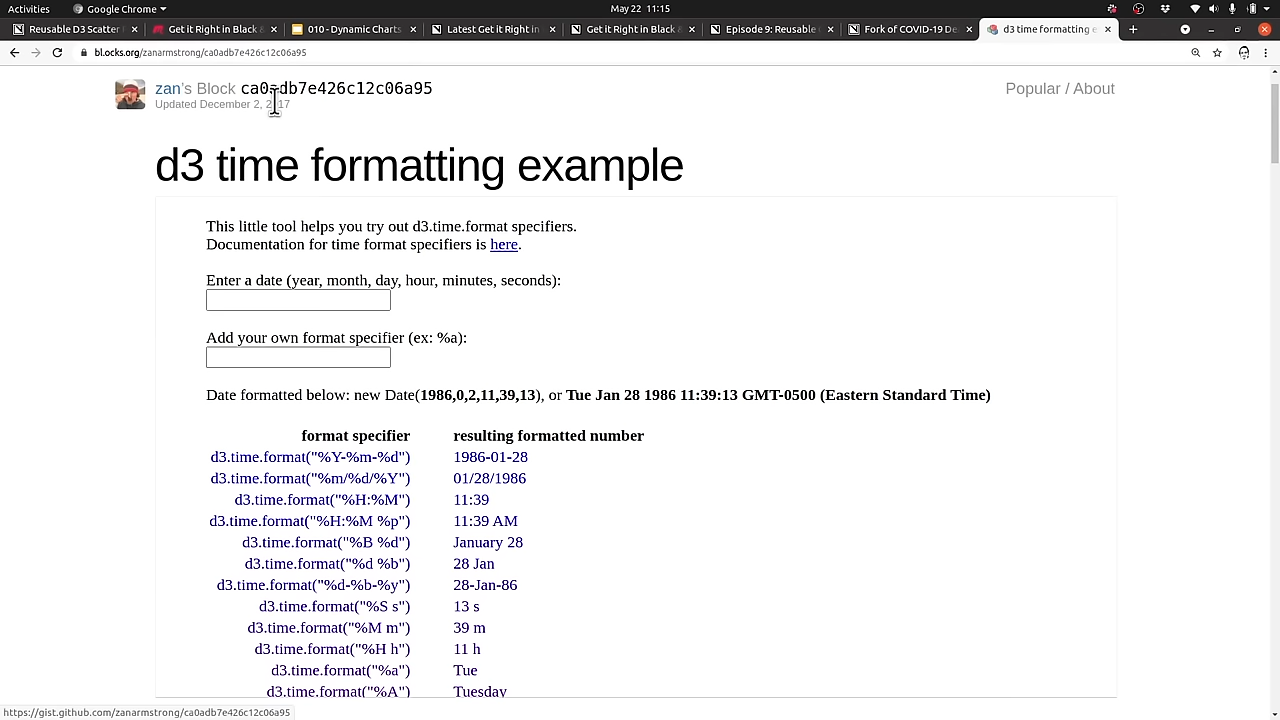 Activities
Google Chrome
May 22 11:15
Reusable D3 Scatter
Get it Right in Black &
010 - Dynamic Charts
Latest Get It Right in
Get it Right in Black &
Episode 9: Reusable
Fork of COVID-19 De
d3 time formatting e
bl.ocks.org/zanarmstrong/ca0adb7e426c12c06a95
zan's Block ca0adb7e426c12c06a95
Popular / About
Updated December 2, 2017
d3 time formatting example
This little tool helps you try out d3.time.format specifiers.
Documentation for time format specifiers is here.
Enter a date (year, month, day, hour, minutes, seconds):
Add your own format specifier (ex: %a):
Date formatted below: new Date(1986,0,2,11,39,13), or Tue Jan 28 1986 11:39:13 GMT-0500 (Eastern Standard Time)
format specifier resulting formatted number
d3.time.format("%Y-%m-%d") 1986-01-28
d3.time.format("%m/%d/%Y") 01/28/1986
d3.time.format("%H:%M") 11:39
d3.time.format("%H:%M %p") 11:39 AM
d3.time.format("%B %d") January 28
d3.time.format("%d %b") 28 Jan
d3.time.format("%d-%b-%y") 28-Jan-86
d3.time.format("%S s") 13 s
d3.time.format("%M m") 39 m
d3.time.format("%H h") 11 h
d3.time.format("%a") Tue
d3.time.format("%A") Tuesday
https://gist.github.com/zanarmstrong/ca0adb7e426c12c06a95